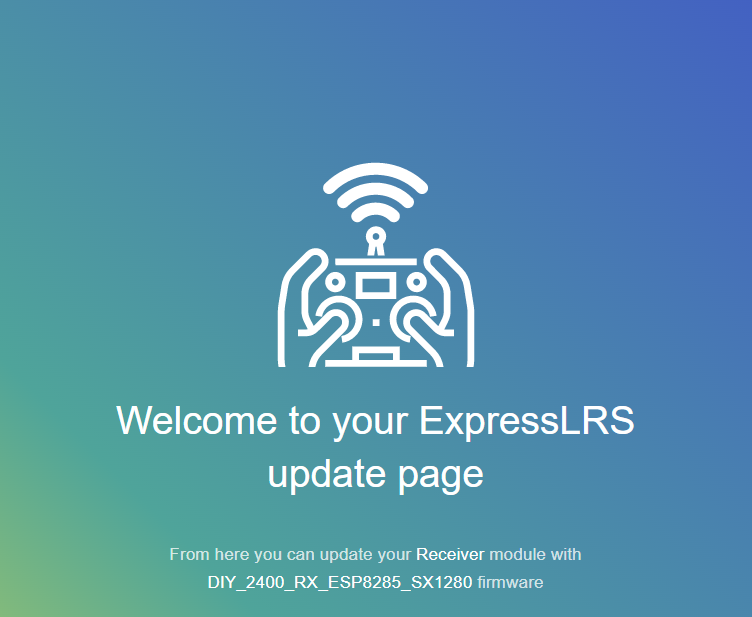 Welcome to your ExpressLRS
update page
From here you can update your Receiver module with
DIY_2400_RX_ESP8285_SX1280 firmware